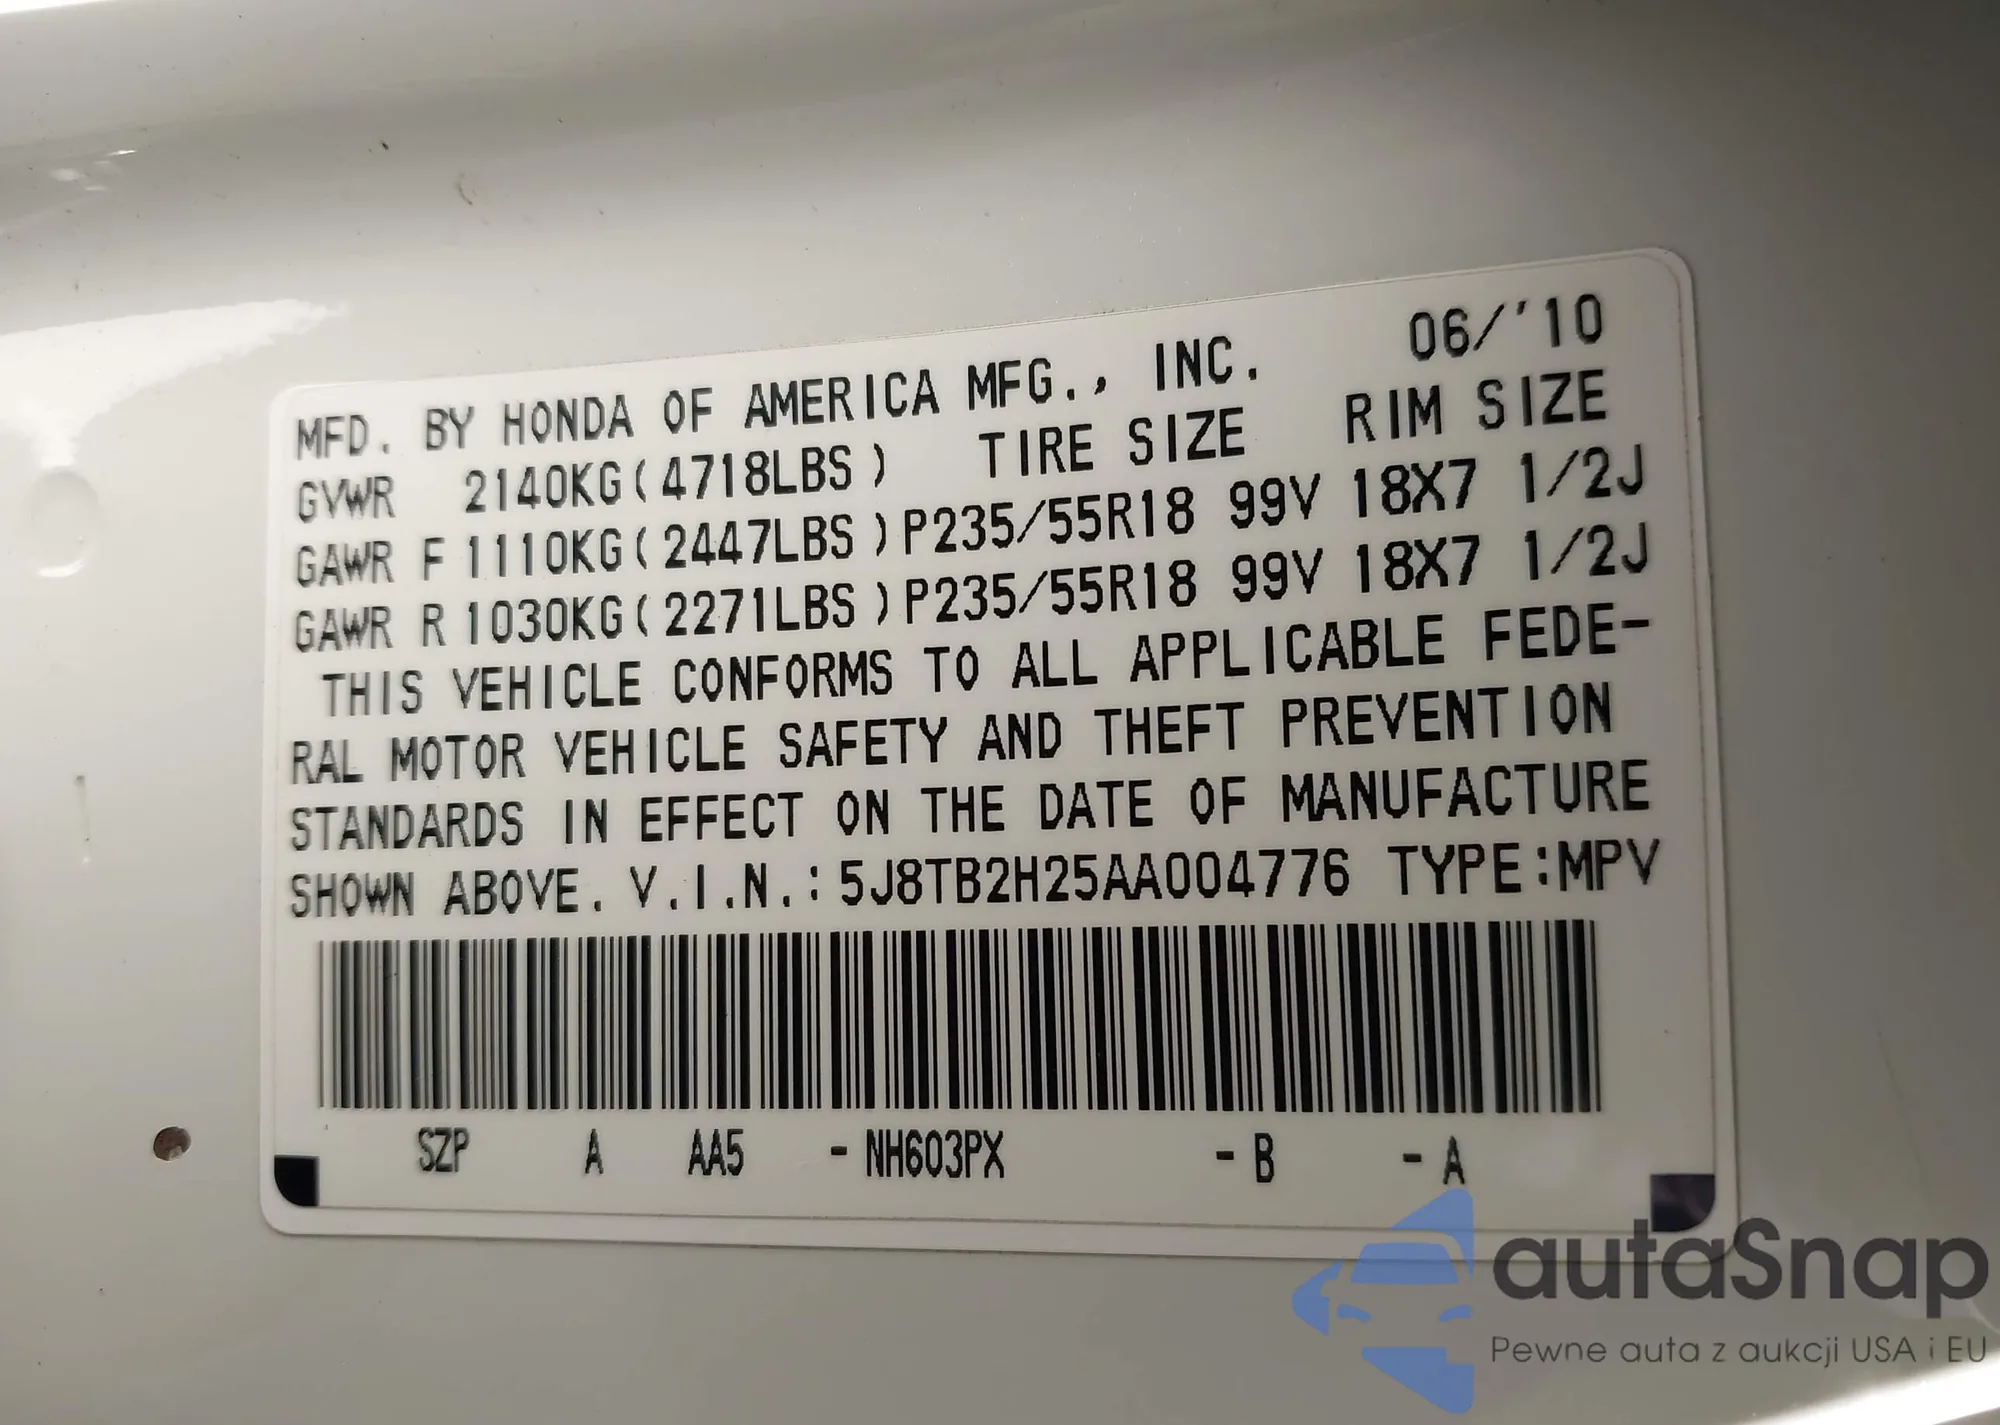 MFD. BY HONDA OF AMERICA MFG., INC. 06/'10
GVWR 2140KG(4718LBS) TIRE SIZE RIM SIZE
GAWR F 1110KG(2447LBS)P235/55R18 99V 18X7 1/2J
GAWR R 1030KG(2271LBS)P235/55R18 99V 18X7 1/2J
THIS VEHICLE CONFORMS TO ALL APPLICABLE FEDE-
RAL MOTOR VEHICLE SAFETY AND THEFT PREVENTION
STANDARDS IN EFFECT ON THE DATE OF MANUFACTURE
SHOWN ABOVE. V.I.N.:5J8TB2H25AA004776 TYPE:MPV
SZP A AA5 -NH603PX -B -A
autaSnap
Pewne auta z aukcji USA i EU